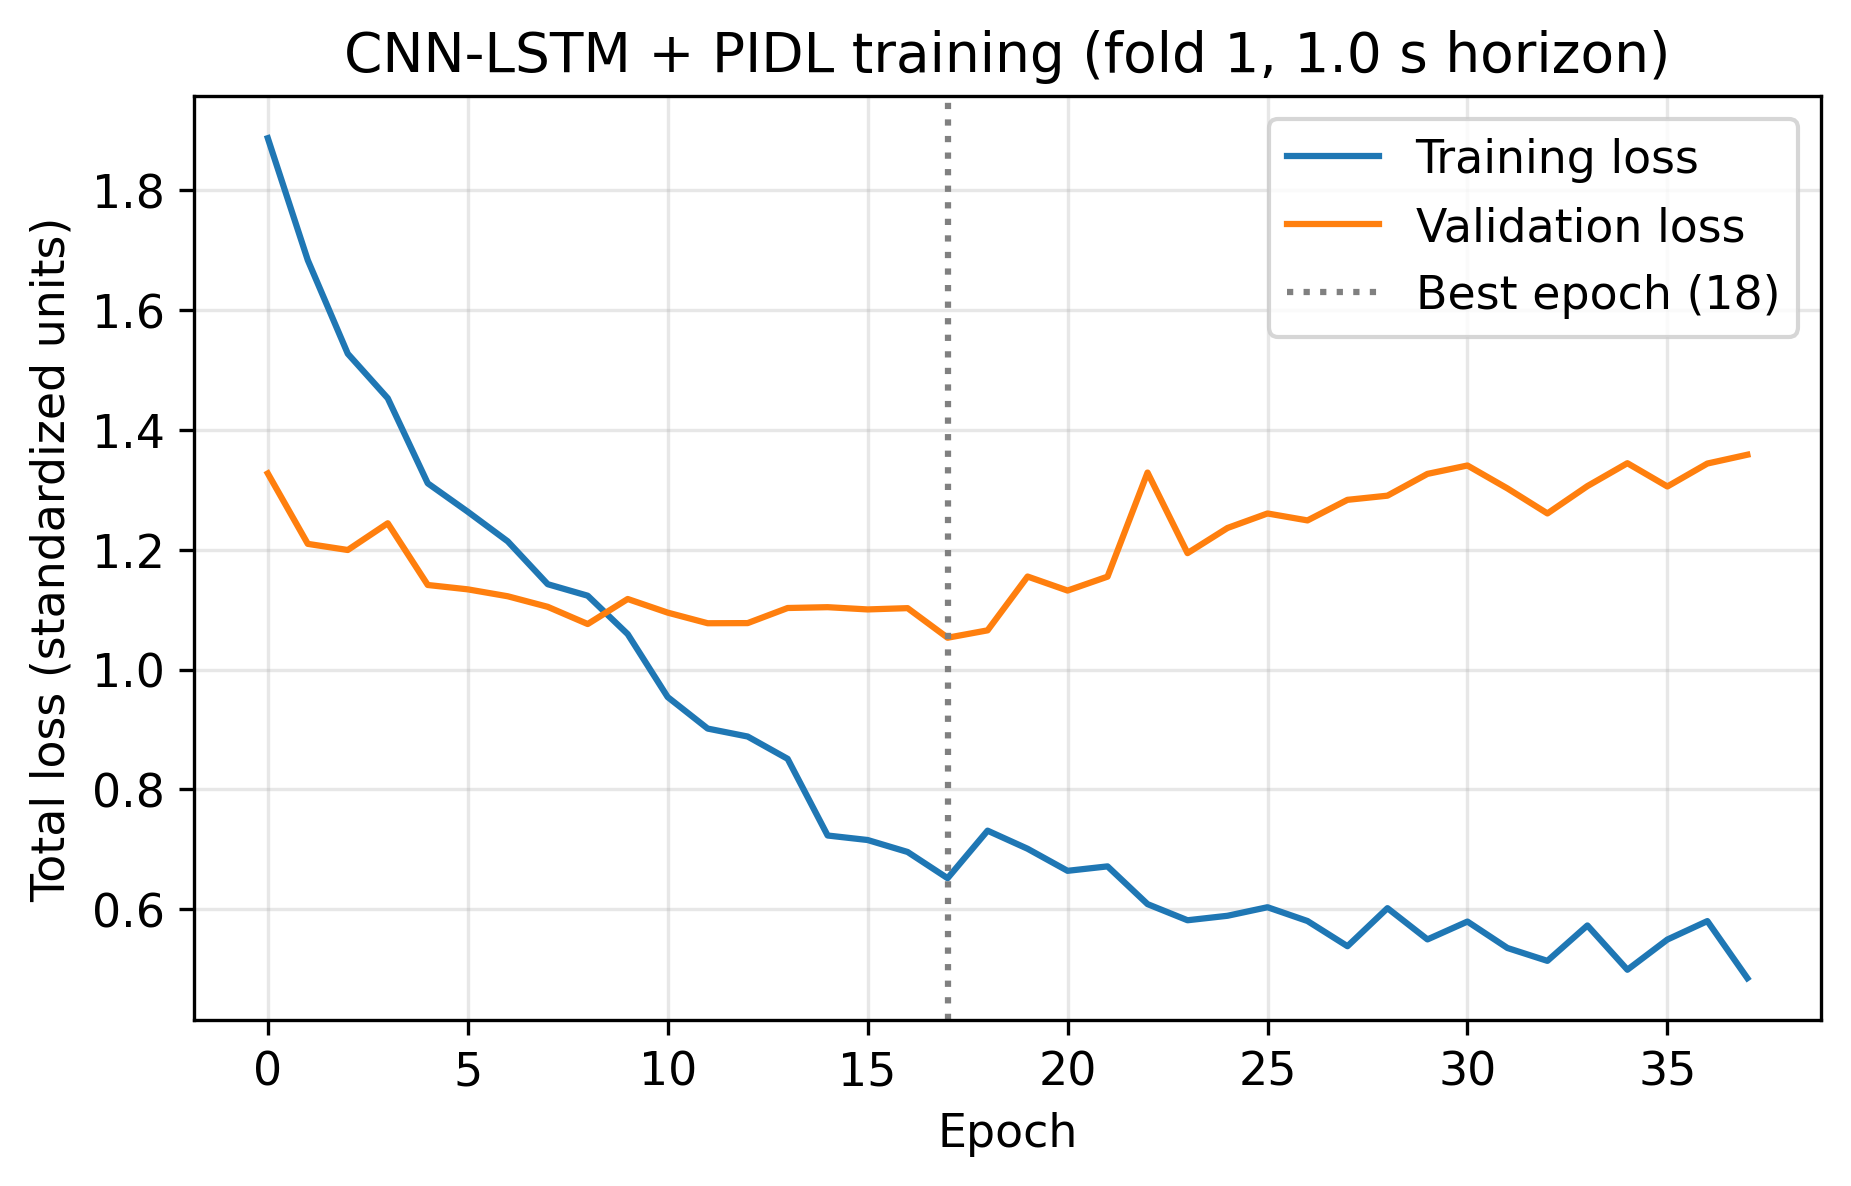 CNN-LSTM + PIDL training (fold 1, 1.0 s horizon)
Training loss
Validation loss
Best epoch (18)
Total loss (standardized units)
1.8
1.6
1.4
1.2
1.0
0.8
0.6
0 5 10 15 20 25 30 35
Epoch